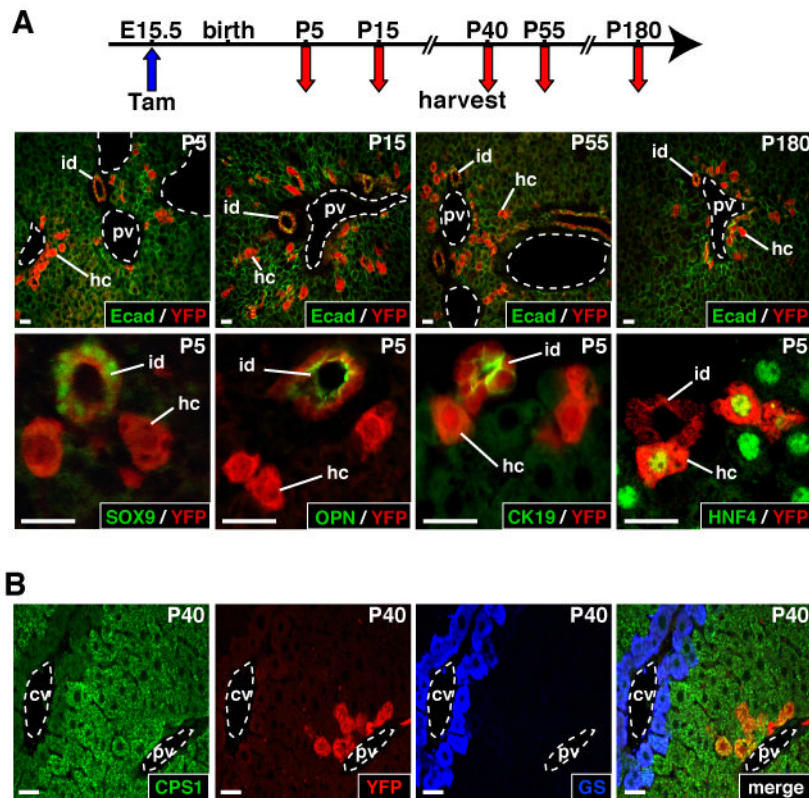 A
E15.5 birth P5 P15 P40 P55 P180
Tam harvest
P5
id
pv
hc
Ecad / YFP
P15
id
pv
hc
Ecad / YFP
P55
id
hc
pv
Ecad / YFP
P180
id
pv
hc
Ecad / YFP
P5
id
hc
SOX9 / YFP
P5
id
hc
OPN / YFP
P5
id
hc
CK19 / YFP
P5
id
hc
HNF4 / YFP
B
P40
cv
pv
CPS1
P40
cv
pv
YFP
P40
cv
pv
GS
P40
cv
pv
merge